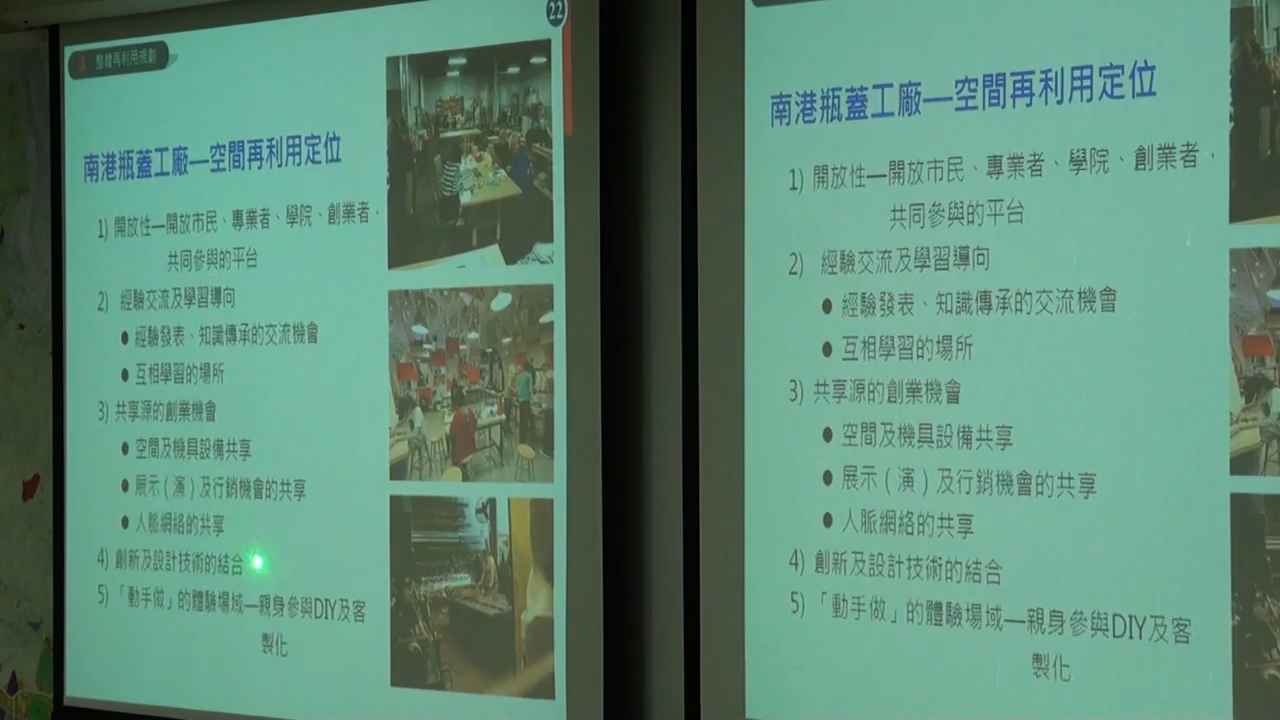 22
3 整體再利用規劃
南港瓶蓋工廠—空間再利用定位
1) 開放性—開放市民、專業者、學院、創業者,
共同參與的平台
2) 經驗交流及學習導向
● 經驗發表、知識傳承的交流機會
● 互相學習的場所
3) 共享源的創業機會
● 空間及機具設備共享
● 展示(演)及行銷機會的共享
● 人脈網絡的共享
4) 創新及設計技術的結合
5) 「動手做」的體驗場域—親身參與DIY及客
製化
南港瓶蓋工廠—空間再利用定位
1) 開放性—開放市民、專業者、學院、創業者,
共同參與的平台
2) 經驗交流及學習導向
● 經驗發表、知識傳承的交流機會
● 互相學習的場所
3) 共享源的創業機會
● 空間及機具設備共享
● 展示(演)及行銷機會的共享
● 人脈網絡的共享
4) 創新及設計技術的結合
5) 「動手做」的體驗場域—親身參與DIY及客
製化